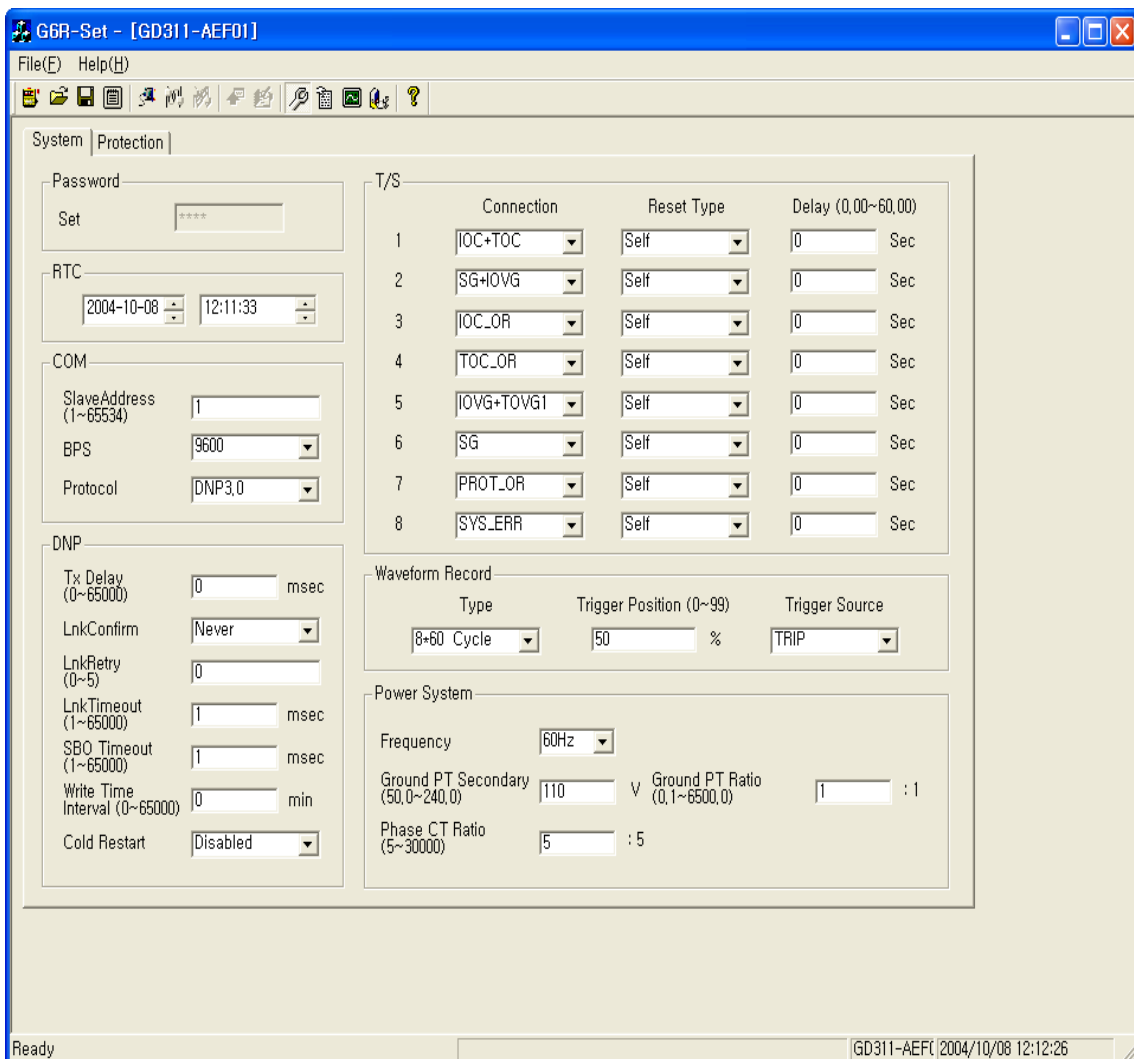 G6R-Set - [GD311-AEF01]
File(F) Help(H)
System Protection
Password
Set ****
RTC
2004-10-08 12:11:33
COM
SlaveAddress
(1~65534) 1
BPS 9600
Protocol DNP3,0
DNP
Tx Delay
(0~65000) 0 msec
LnkConfirm Never
LnkRetry
(0~5) 0
LnkTimeout
(1~65000) 1 msec
SBO Timeout
(1~65000) 1 msec
Write Time
Interval (0~65000) 0 min
Cold Restart Disabled
T/S
Connection Reset Type Delay (0,00~60,00)
1 IOC+TOC Self 0 Sec
2 SG+IOVG Self 0 Sec
3 IOC_OR Self 0 Sec
4 TOC_OR Self 0 Sec
5 IOVG+TOVG1 Self 0 Sec
6 SG Self 0 Sec
7 PROT_OR Self 0 Sec
8 SYS_ERR Self 0 Sec
Waveform Record
Type Trigger Position (0~99) Trigger Source
8*60 Cycle 50 % TRIP
Power System
Frequency 60Hz
Ground PT Secondary
(50,0~240,0) 110 V
Ground PT Ratio
(0,1~6500,0) 1 : 1
Phase CT Ratio
(5~30000) 5 : 5
Ready GD311-AEF( 2004/10/08 12:12:26